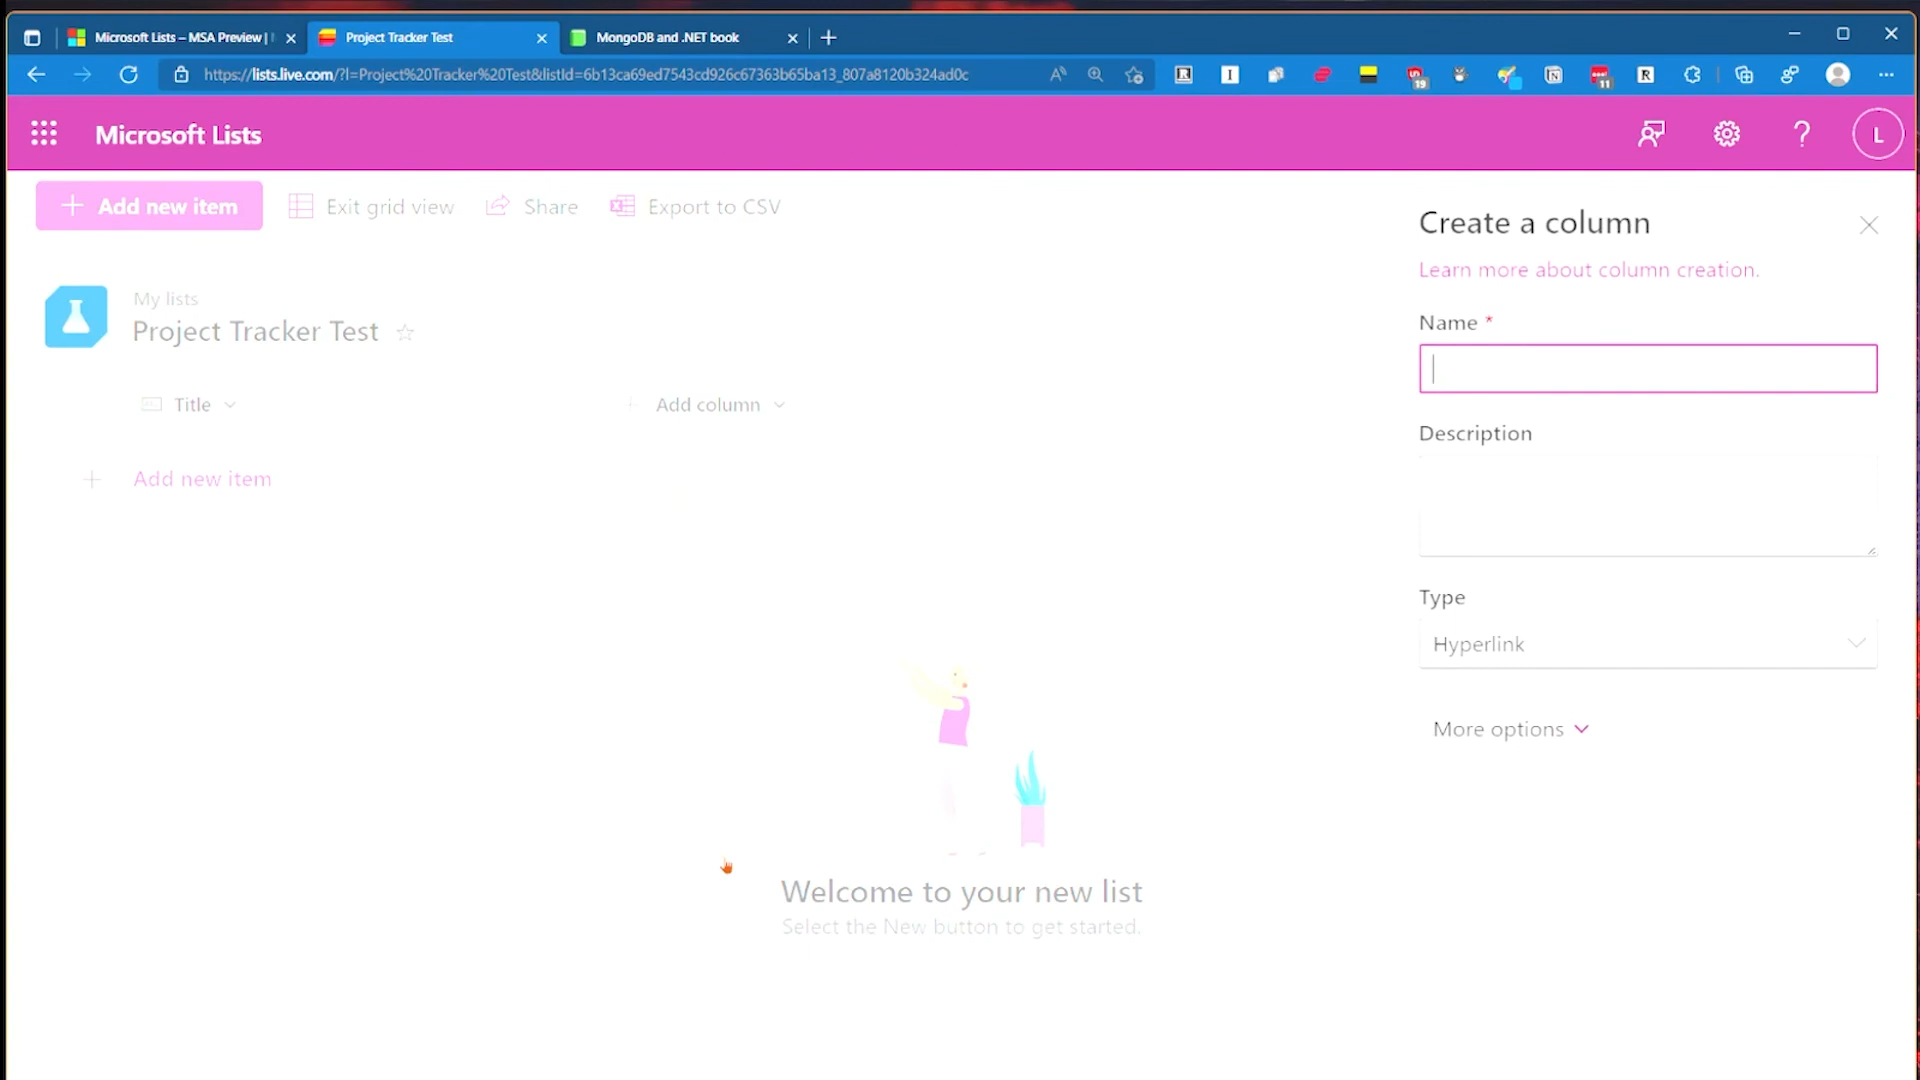 Microsoft Lists – MSA Preview |
Project Tracker Test
MongoDB and .NET book
https://lists.live.com/?l=Project%20Tracker%20Test&listId=6b13ca69ed7543cd926c67363b65ba13_807a8120b324ad0c
19
11
Microsoft Lists
L
Add new item
Exit grid view
Share
Export to CSV
My lists
Project Tracker Test
Title
Add column
Add new item
Welcome to your new list
Select the New button to get started.
Create a column
Learn more about column creation.
Name *
Description
Type
Hyperlink
More options